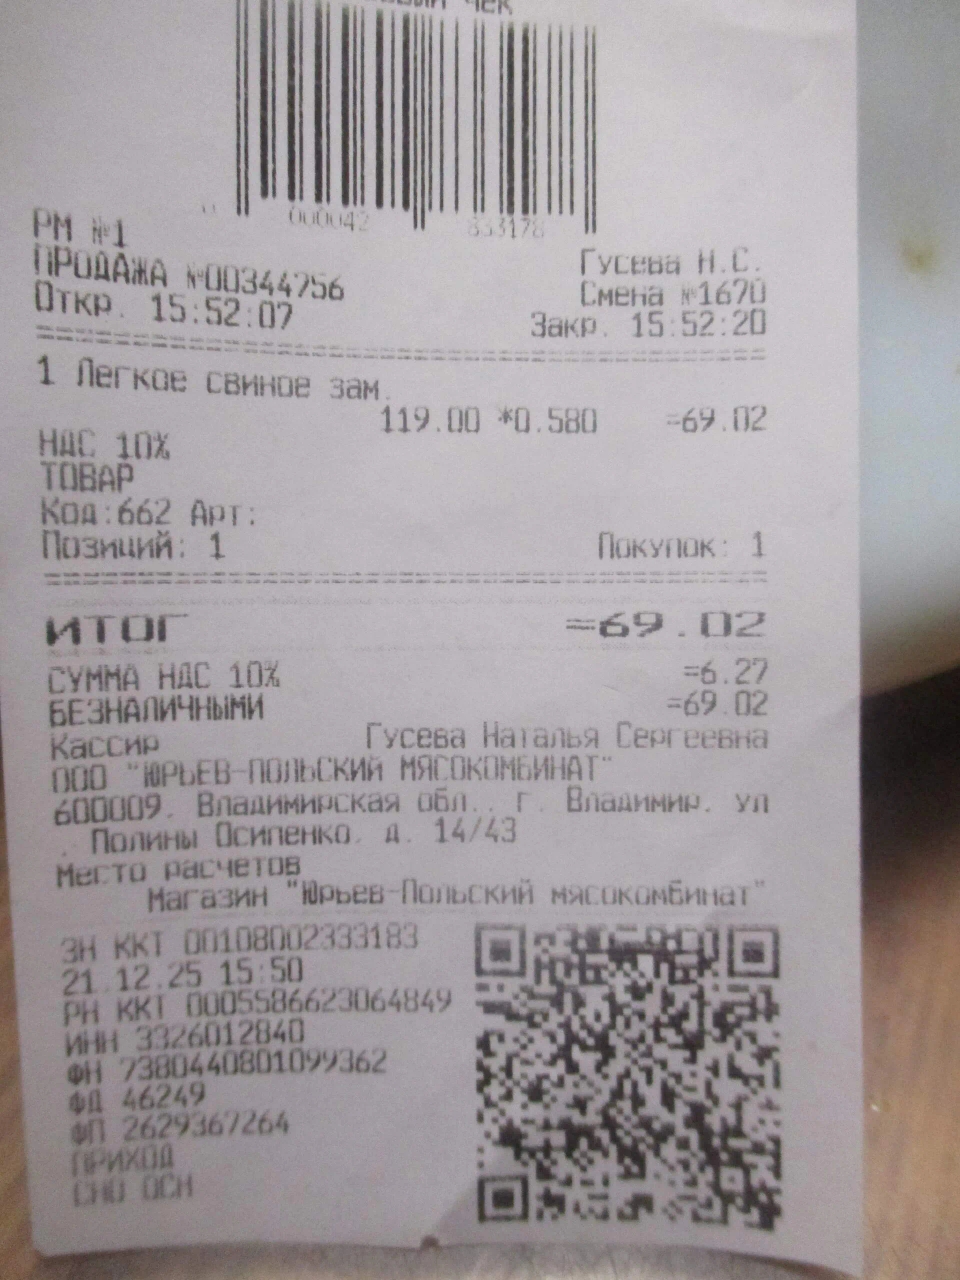 чек
000042 833178
РМ №1
ПРОДАЖА №00344756 Гусева Н.С.
Смена №1670
Откр. 15:52:07 Закр. 15:52:20
1 Легкое свиное зам.
119.00 *0.580 =69.02
НДС 10%
ТОВАР
Код:662 Арт:
Позиций: 1 Покупок: 1
ИТОГ =69.02
СУММА НДС 10% =6.27
БЕЗНАЛИЧНЫМИ =69.02
Кассир Гусева Наталья Сергеевна
ООО "ЮРЬЕВ-ПОЛЬСКИЙ МЯСОКОМБИНАТ"
600009, Владимирская обл., г. Владимир, ул
. Полины Осипенко, д. 14/43
Место расчетов
Магазин "Юрьев-Польский мясокомбинат"
ЗН ККТ 00108002333183
21.12.25 15:50
РН ККТ 0005586623064849
ИНН 3326012840
ФН 7380440801099362
ФД 46249
ФП 2629367264
ПРИХОД
СНО ОСН